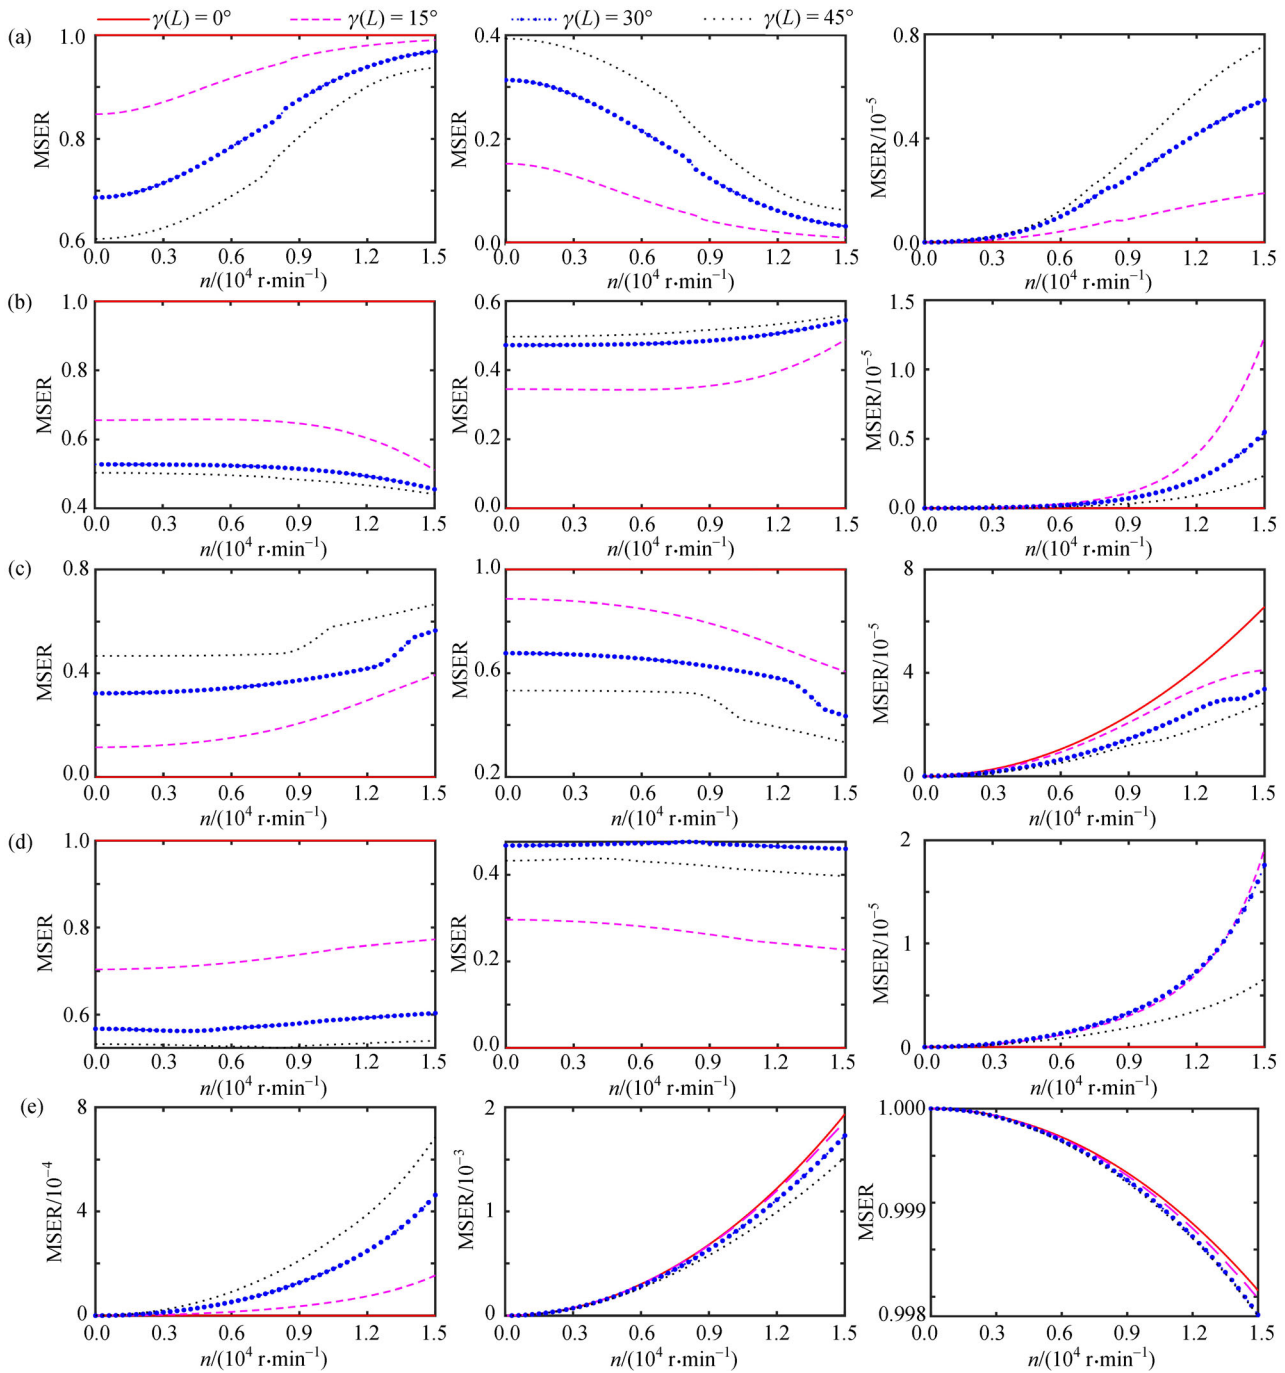 γ(L) = 0° γ(L) = 15° γ(L) = 30° γ(L) = 45°
(a)
MSER
1.0
0.8
0.6
0.0 0.3 0.6 0.9 1.2 1.5
n/(10⁴ r·min⁻¹)
MSER
0.4
0.2
0.0
0.0 0.3 0.6 0.9 1.2 1.5
n/(10⁴ r·min⁻¹)
MSER/10⁻⁵
0.8
0.4
0.0
0.0 0.3 0.6 0.9 1.2 1.5
n/(10⁴ r·min⁻¹)
(b)
MSER
1.0
0.8
0.6
0.4
0.0 0.3 0.6 0.9 1.2 1.5
n/(10⁴ r·min⁻¹)
MSER
0.6
0.4
0.2
0.0
0.0 0.3 0.6 0.9 1.2 1.5
n/(10⁴ r·min⁻¹)
MSER/10⁻⁵
1.5
1.0
0.5
0.0
0.0 0.3 0.6 0.9 1.2 1.5
n/(10⁴ r·min⁻¹)
(c)
MSER
0.8
0.4
0.0
0.0 0.3 0.6 0.9 1.2 1.5
n/(10⁴ r·min⁻¹)
MSER
1.0
0.6
0.2
0.0 0.3 0.6 0.9 1.2 1.5
n/(10⁴ r·min⁻¹)
MSER/10⁻⁵
8
4
0
0.0 0.3 0.6 0.9 1.2 1.5
n/(10⁴ r·min⁻¹)
(d)
MSER
1.0
0.8
0.6
0.0 0.3 0.6 0.9 1.2 1.5
n/(10⁴ r·min⁻¹)
MSER
0.4
0.2
0.0
0.0 0.3 0.6 0.9 1.2 1.5
n/(10⁴ r·min⁻¹)
MSER/10⁻⁵
2
1
0
0.0 0.3 0.6 0.9 1.2 1.5
n/(10⁴ r·min⁻¹)
(e)
MSER/10⁻⁴
8
4
0
0.0 0.3 0.6 0.9 1.2 1.5
n/(10⁴ r·min⁻¹)
MSER/10⁻³
2
1
0
0.0 0.3 0.6 0.9 1.2 1.5
n/(10⁴ r·min⁻¹)
MSER
1.000
0.999
0.998
0.0 0.3 0.6 0.9 1.2 1.5
n/(10⁴ r·min⁻¹)